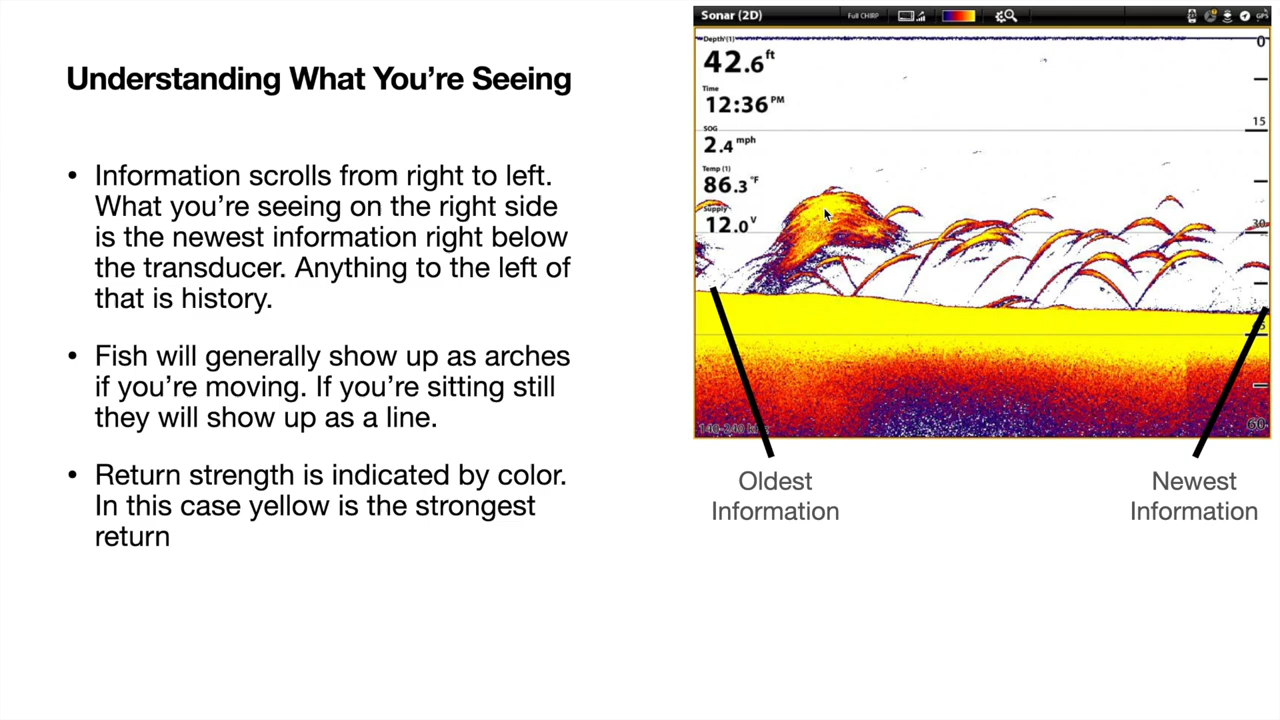 Understanding What You’re Seeing
• Information scrolls from right to left.
What you’re seeing on the right side
is the newest information right below
the transducer. Anything to the left of
that is history.
• Fish will generally show up as arches
if you’re moving. If you’re sitting still
they will show up as a line.
• Return strength is indicated by color.
In this case yellow is the strongest
return
Sonar (2D)
Full CHIRP
GPS
Depth (1)
42.6 ft
Time
12:36 PM
SOG
2.4 mph
Temp (1)
86.3 °F
Supply
12.0 V
0
15
30
60
Oldest
Information
Newest
Information